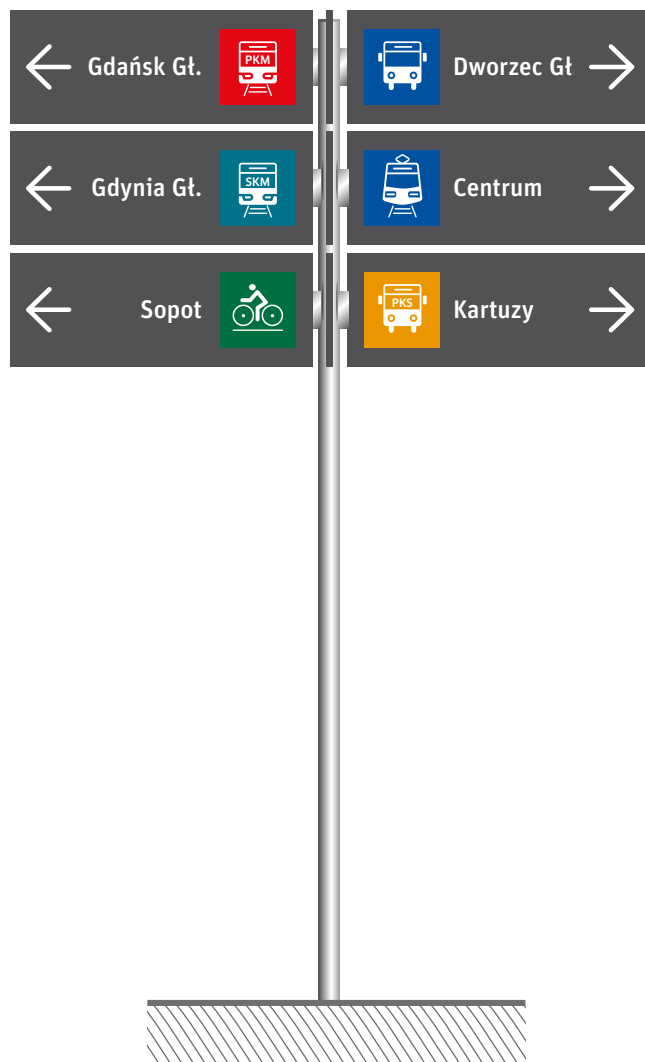 Gdańsk Gł.
PKM
Dworzec Gł
Gdynia Gł.
SKM
Centrum
Sopot
PKS
Kartuzy